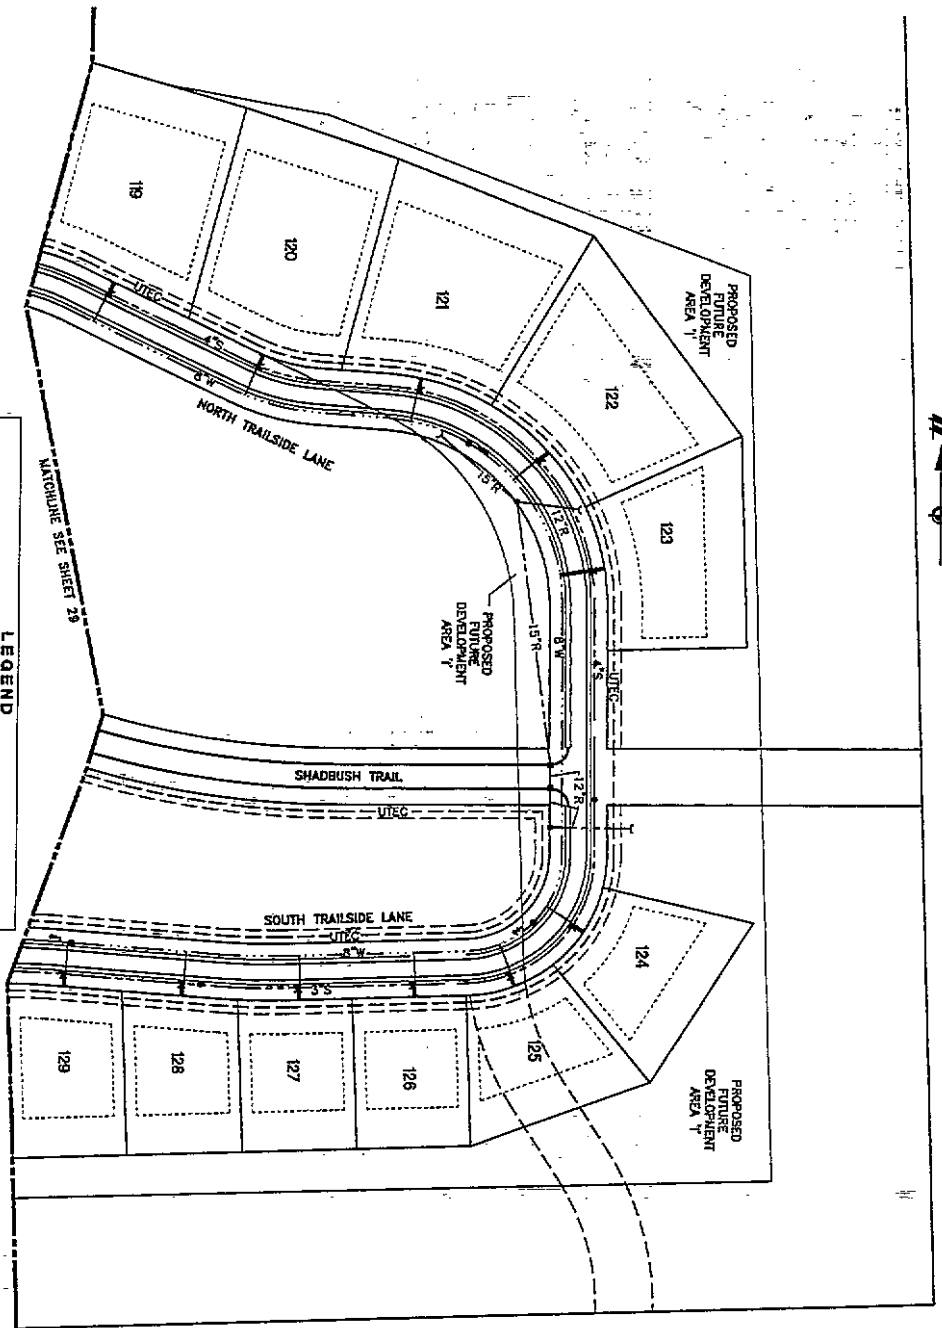 PROPOSED
FUTURE
DEVELOPMENT
AREA "I"
119
120
121
122
123
UTEC
4"S
8"W
NORTH TRAILSIDE LANE
15"R
12"R
MATCHLINE SEE SHEET 29
PROPOSED
FUTURE
DEVELOPMENT
AREA "I"
15"R
8"W
4"S
UTEC
SHADBUSH TRAIL
12"R
UTEC
SOUTH TRAILSIDE LANE
UTEC
8"W
3"S
124
125
126
127
128
129
PROPOSED
FUTURE
DEVELOPMENT
AREA "I"
LEGEND